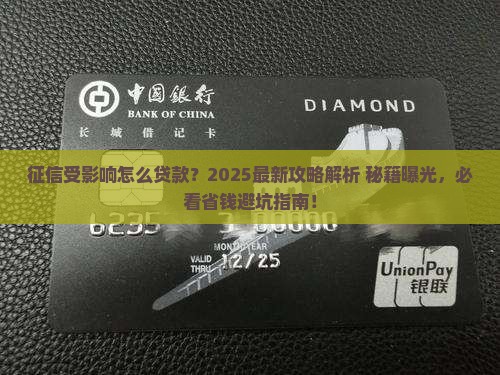 中国银行
BANK OF CHINA
DIAMOND
长城借记卡
征信受影响怎么贷款？2025最新攻略解析 秘籍曝光，必
看省钱避坑指南！
6235
MONTH/YEAR
VALID
THRU
12/25
UnionPay
银联